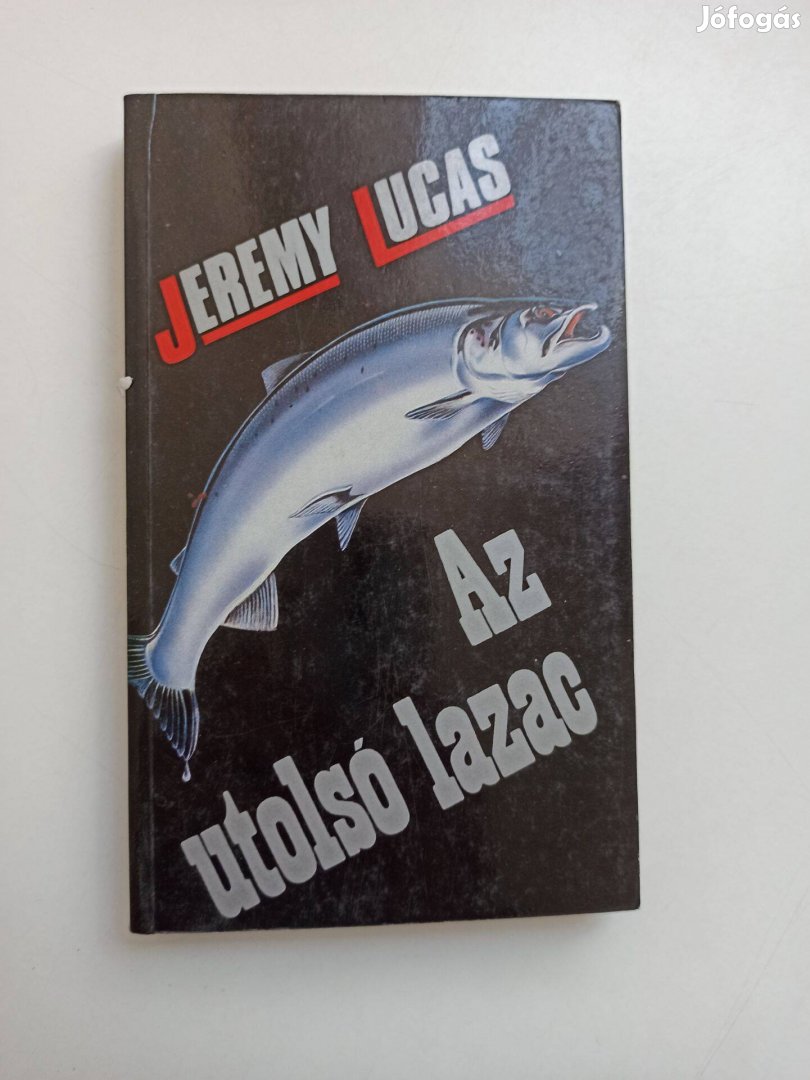 Jófogás
JEREMY LUCAS
Az
utolsó lazac